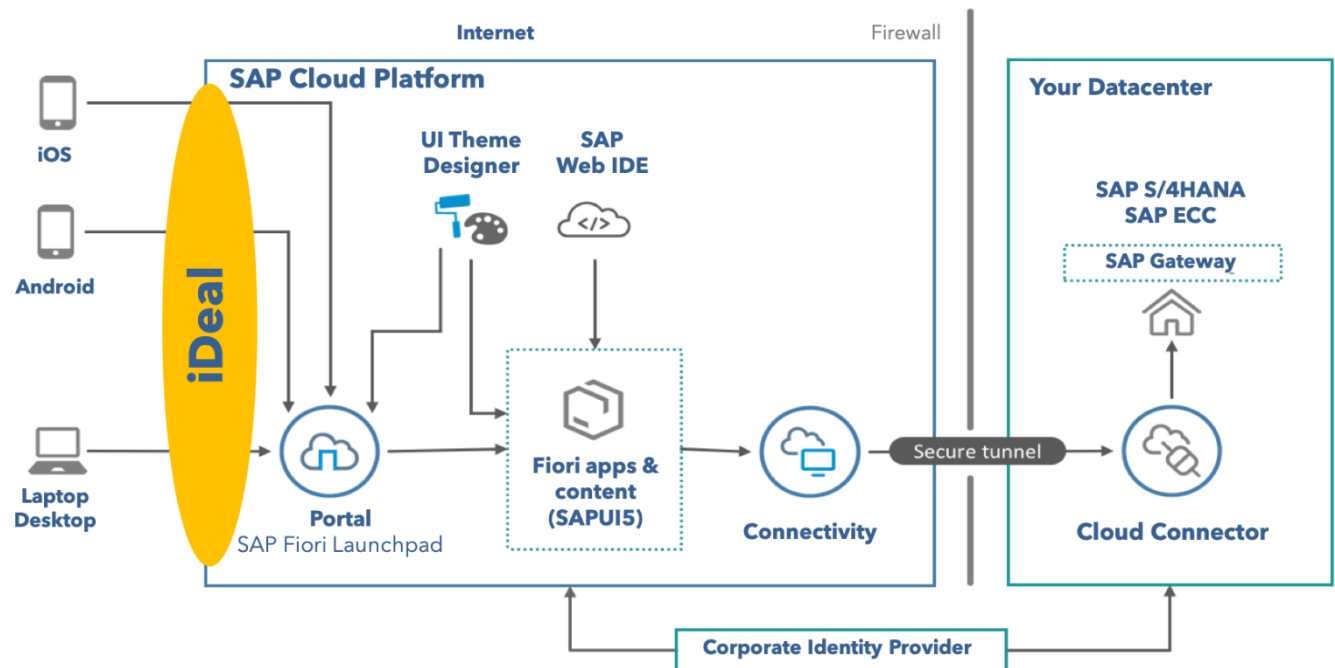 Internet
Firewall
SAP Cloud Platform
Your Datacenter
iOS
Android
Laptop
Desktop
iDeal
UI Theme
Designer
SAP
Web IDE
</>
Portal
SAP Fiori Launchpad
Fiori apps &
content
(SAPUI5)
Connectivity
Secure tunnel
SAP S/4HANA
SAP ECC
SAP Gateway
Cloud Connector
Corporate Identity Provider